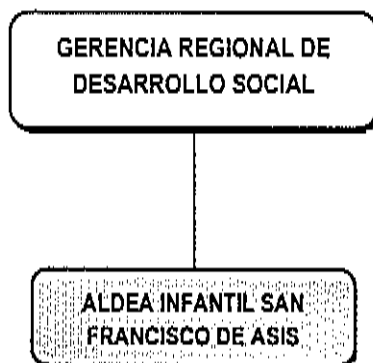 GERENCIA REGIONAL DE
DESARROLLO SOCIAL
ALDEA INFANTIL SAN
FRANCISCO DE ASIS